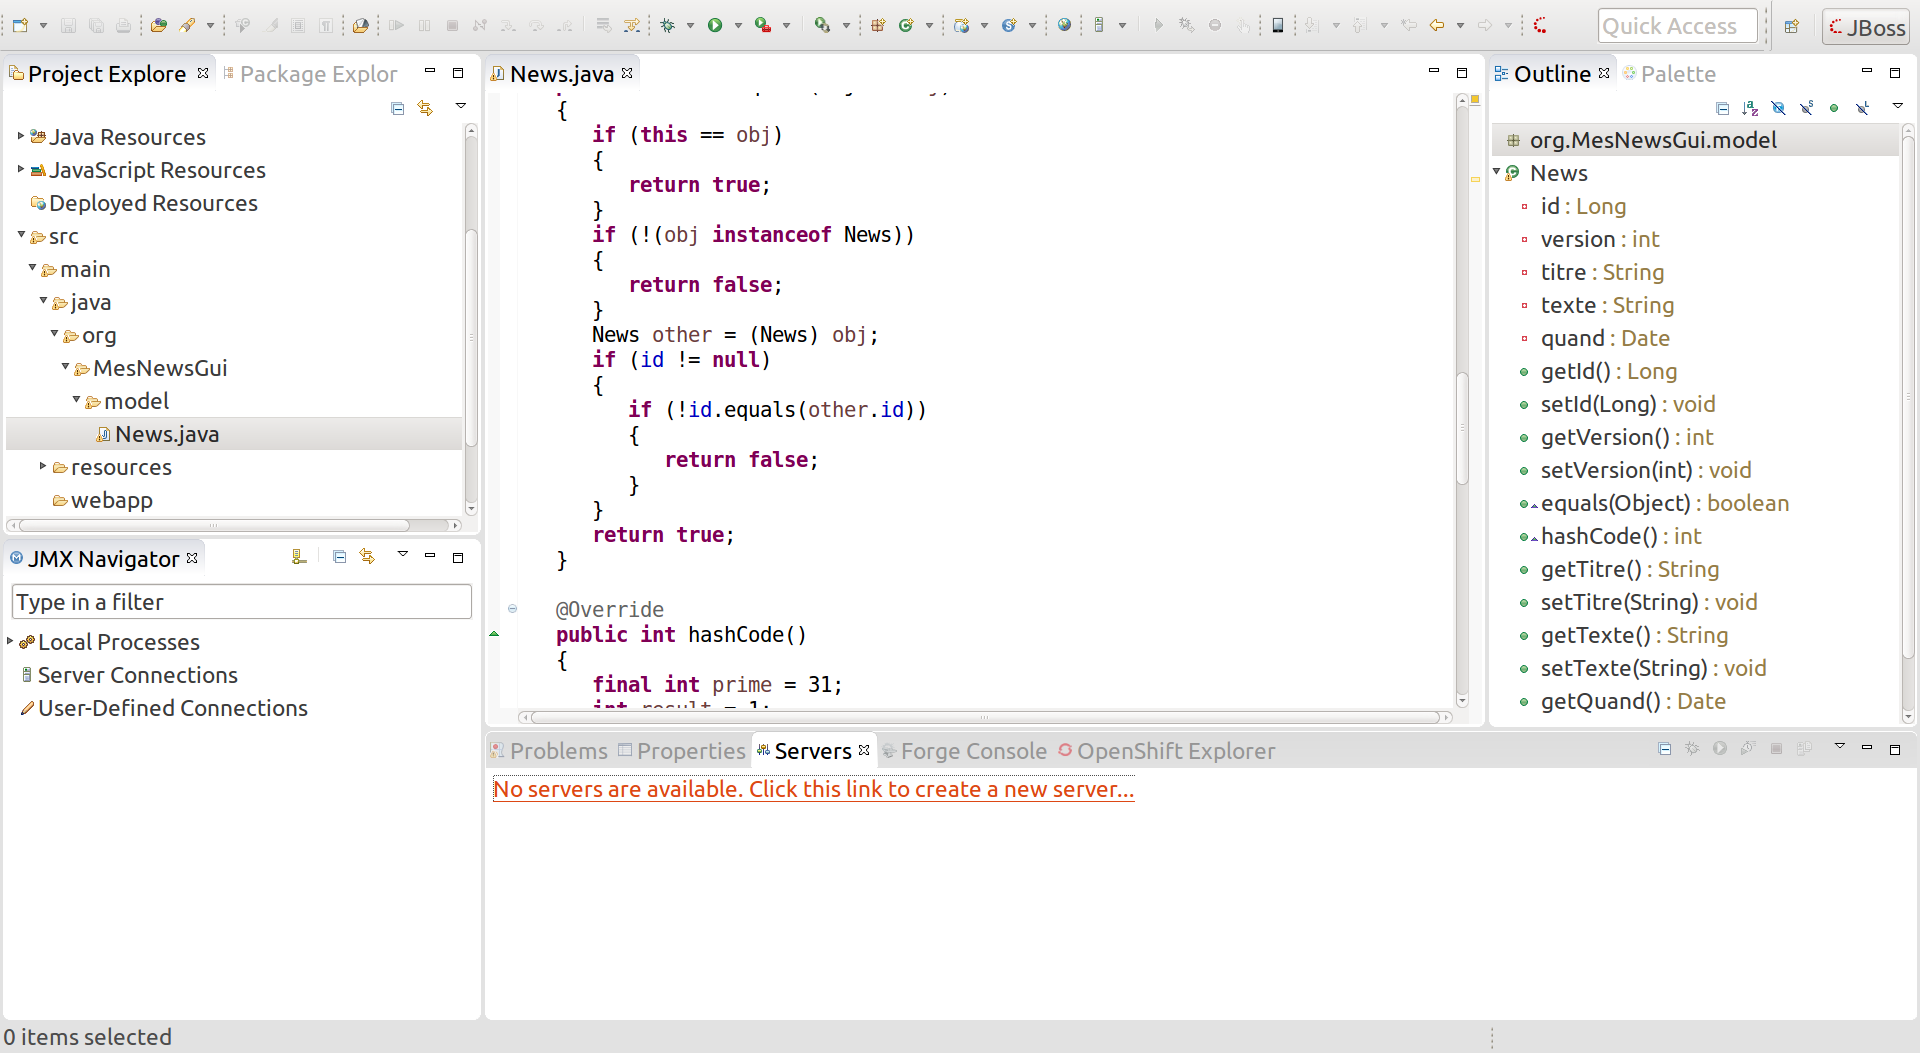 Quick Access
JBoss
Project Explore
Package Explor
Java Resources
JavaScript Resources
Deployed Resources
src
main
java
org
MesNewsGui
model
News.java
resources
webapp
JMX Navigator
Type in a filter
Local Processes
Server Connections
User-Defined Connections
News.java
{
if (this == obj)
{
return true;
}
if (!(obj instanceof News))
{
return false;
}
News other = (News) obj;
if (id != null)
{
if (!id.equals(other.id))
{
return false;
}
}
return true;
}
@Override
public int hashCode()
{
final int prime = 31;
int result = 1;
Outline
Palette
org.MesNewsGui.model
News
id : Long
version : int
titre : String
texte : String
quand : Date
getId() : Long
setId(Long) : void
getVersion() : int
setVersion(int) : void
equals(Object) : boolean
hashCode() : int
getTitre() : String
setTitre(String) : void
getTexte() : String
setTexte(String) : void
getQuand() : Date
Problems
Properties
Servers
Forge Console
OpenShift Explorer
No servers are available. Click this link to create a new server...
0 items selected